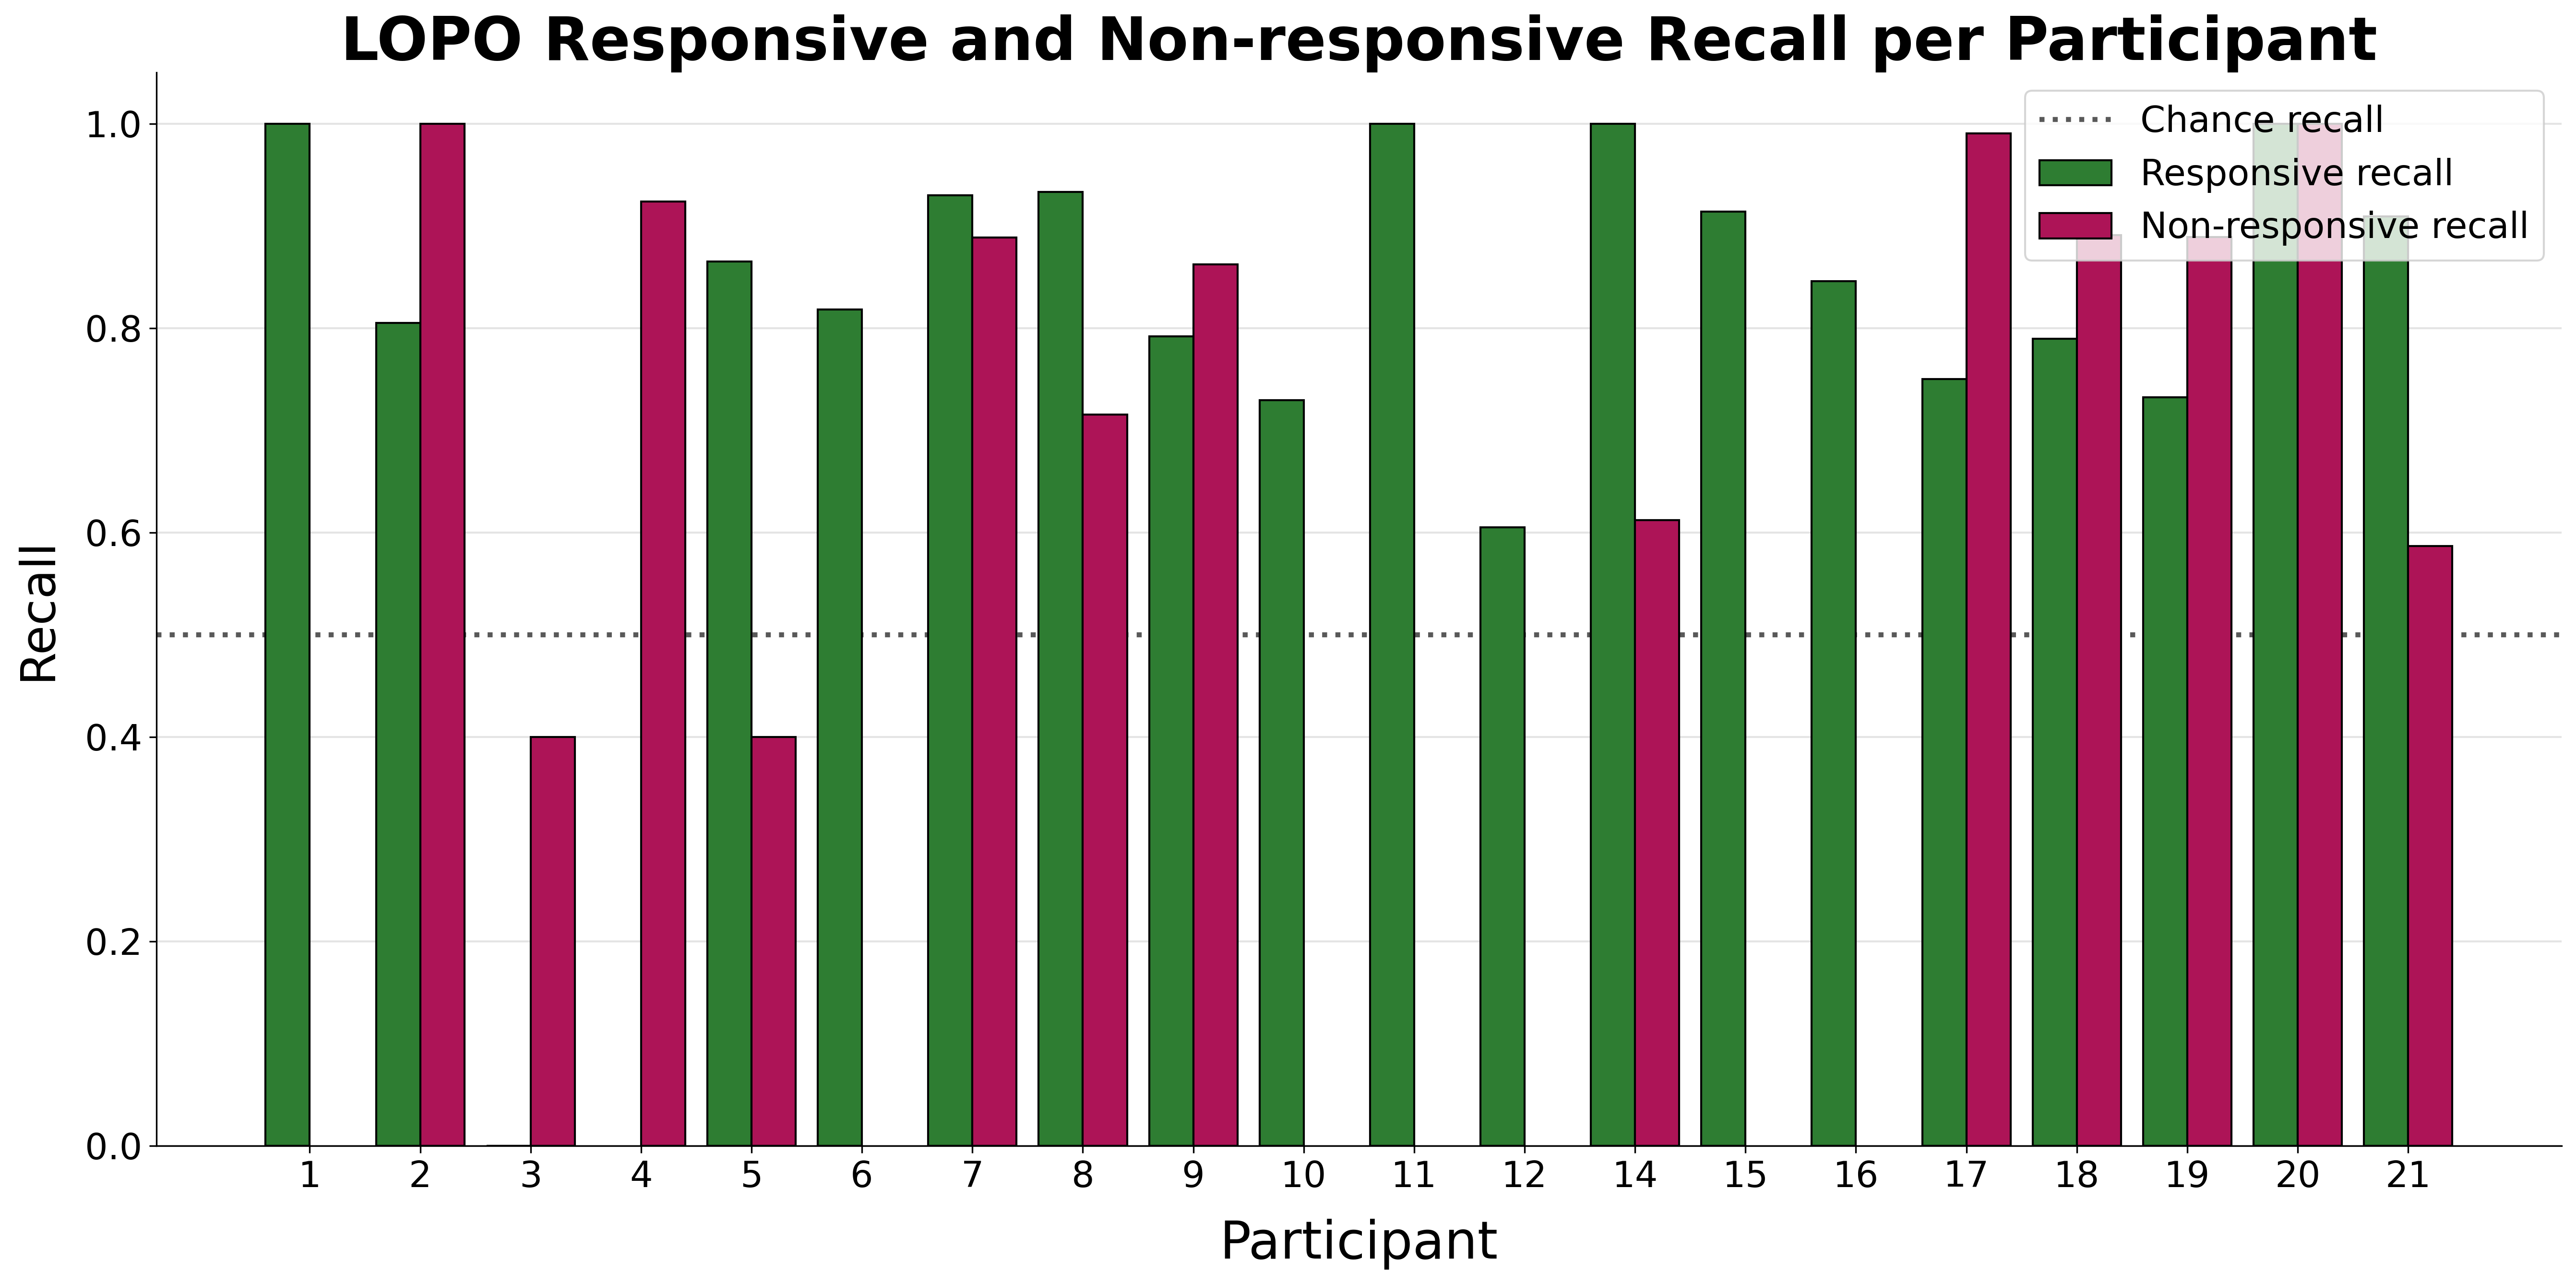 LOPO Responsive and Non-responsive Recall per Participant
Chance recall
Responsive recall
Non-responsive recall
1.0
0.8
0.6
0.4
0.2
0.0
Recall
1 2 3 4 5 6 7 8 9 10 11 12 14 15 16 17 18 19 20 21
Participant